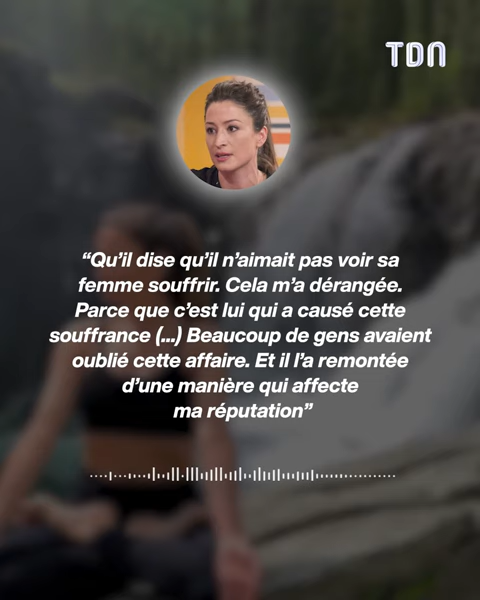 TDN
“Qu’il dise qu’il n’aimait pas voir sa
femme souffrir. Cela m’a dérangée.
Parce que c’est lui qui a causé cette
souffrance (...) Beaucoup de gens avaient
oublié cette affaire. Et il l’a remontée
d’une manière qui affecte
ma réputation”